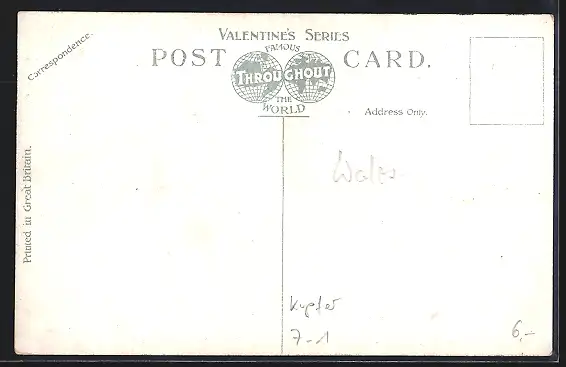 VALENTINE'S SERIES
POST CARD.
FAMOUS
THROUGHOUT
THE
WORLD
Correspondence.
Address Only.
Printed in Great Britain.
Wales
Kupfer
7-1
6,-